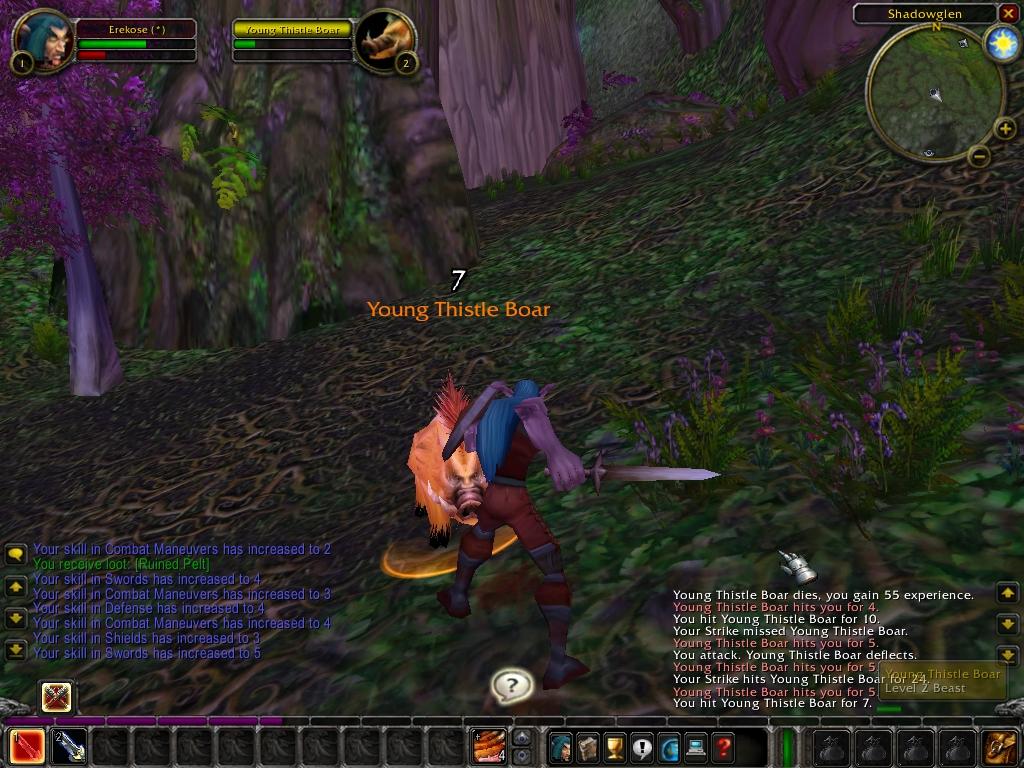 Erekose (*)
1
Young Thistle Boar
2
Shadowglen
N
7
Young Thistle Boar
Your skill in Combat Maneuvers has increased to 2
You receive loot: [Ruined Pelt]
Your skill in Swords has increased to 4
Your skill in Combat Maneuvers has increased to 3
Your skill in Defense has increased to 4
Your skill in Combat Maneuvers has increased to 4
Your skill in Shields has increased to 3
Your skill in Swords has increased to 5
Young Thistle Boar dies, you gain 55 experience.
Young Thistle Boar hits you for 4.
You hit Young Thistle Boar for 10.
Your Strike missed Young Thistle Boar.
Young Thistle Boar hits you for 5.
You attack. Young Thistle Boar deflects.
Young Thistle Boar hits you for 5.
Your Strike hits Young Thistle Boar for 24.
Young Thistle Boar hits you for 5.
You hit Young Thistle Boar for 7.
Young Thistle Boar
Level 2 Beast
?
1
2
4
!
?